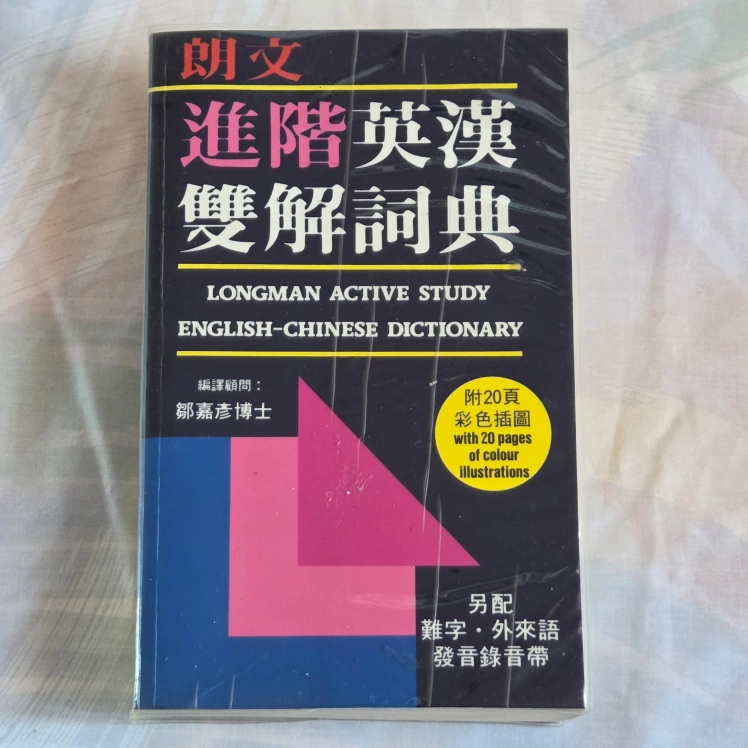 朗文
進階英漢
雙解詞典
LONGMAN ACTIVE STUDY
ENGLISH-CHINESE DICTIONARY
編譯顧問：
鄒嘉彥博士
附20頁
彩色插圖
with 20 pages
of colour
illustrations
另配
難字·外來語
發音錄音帶